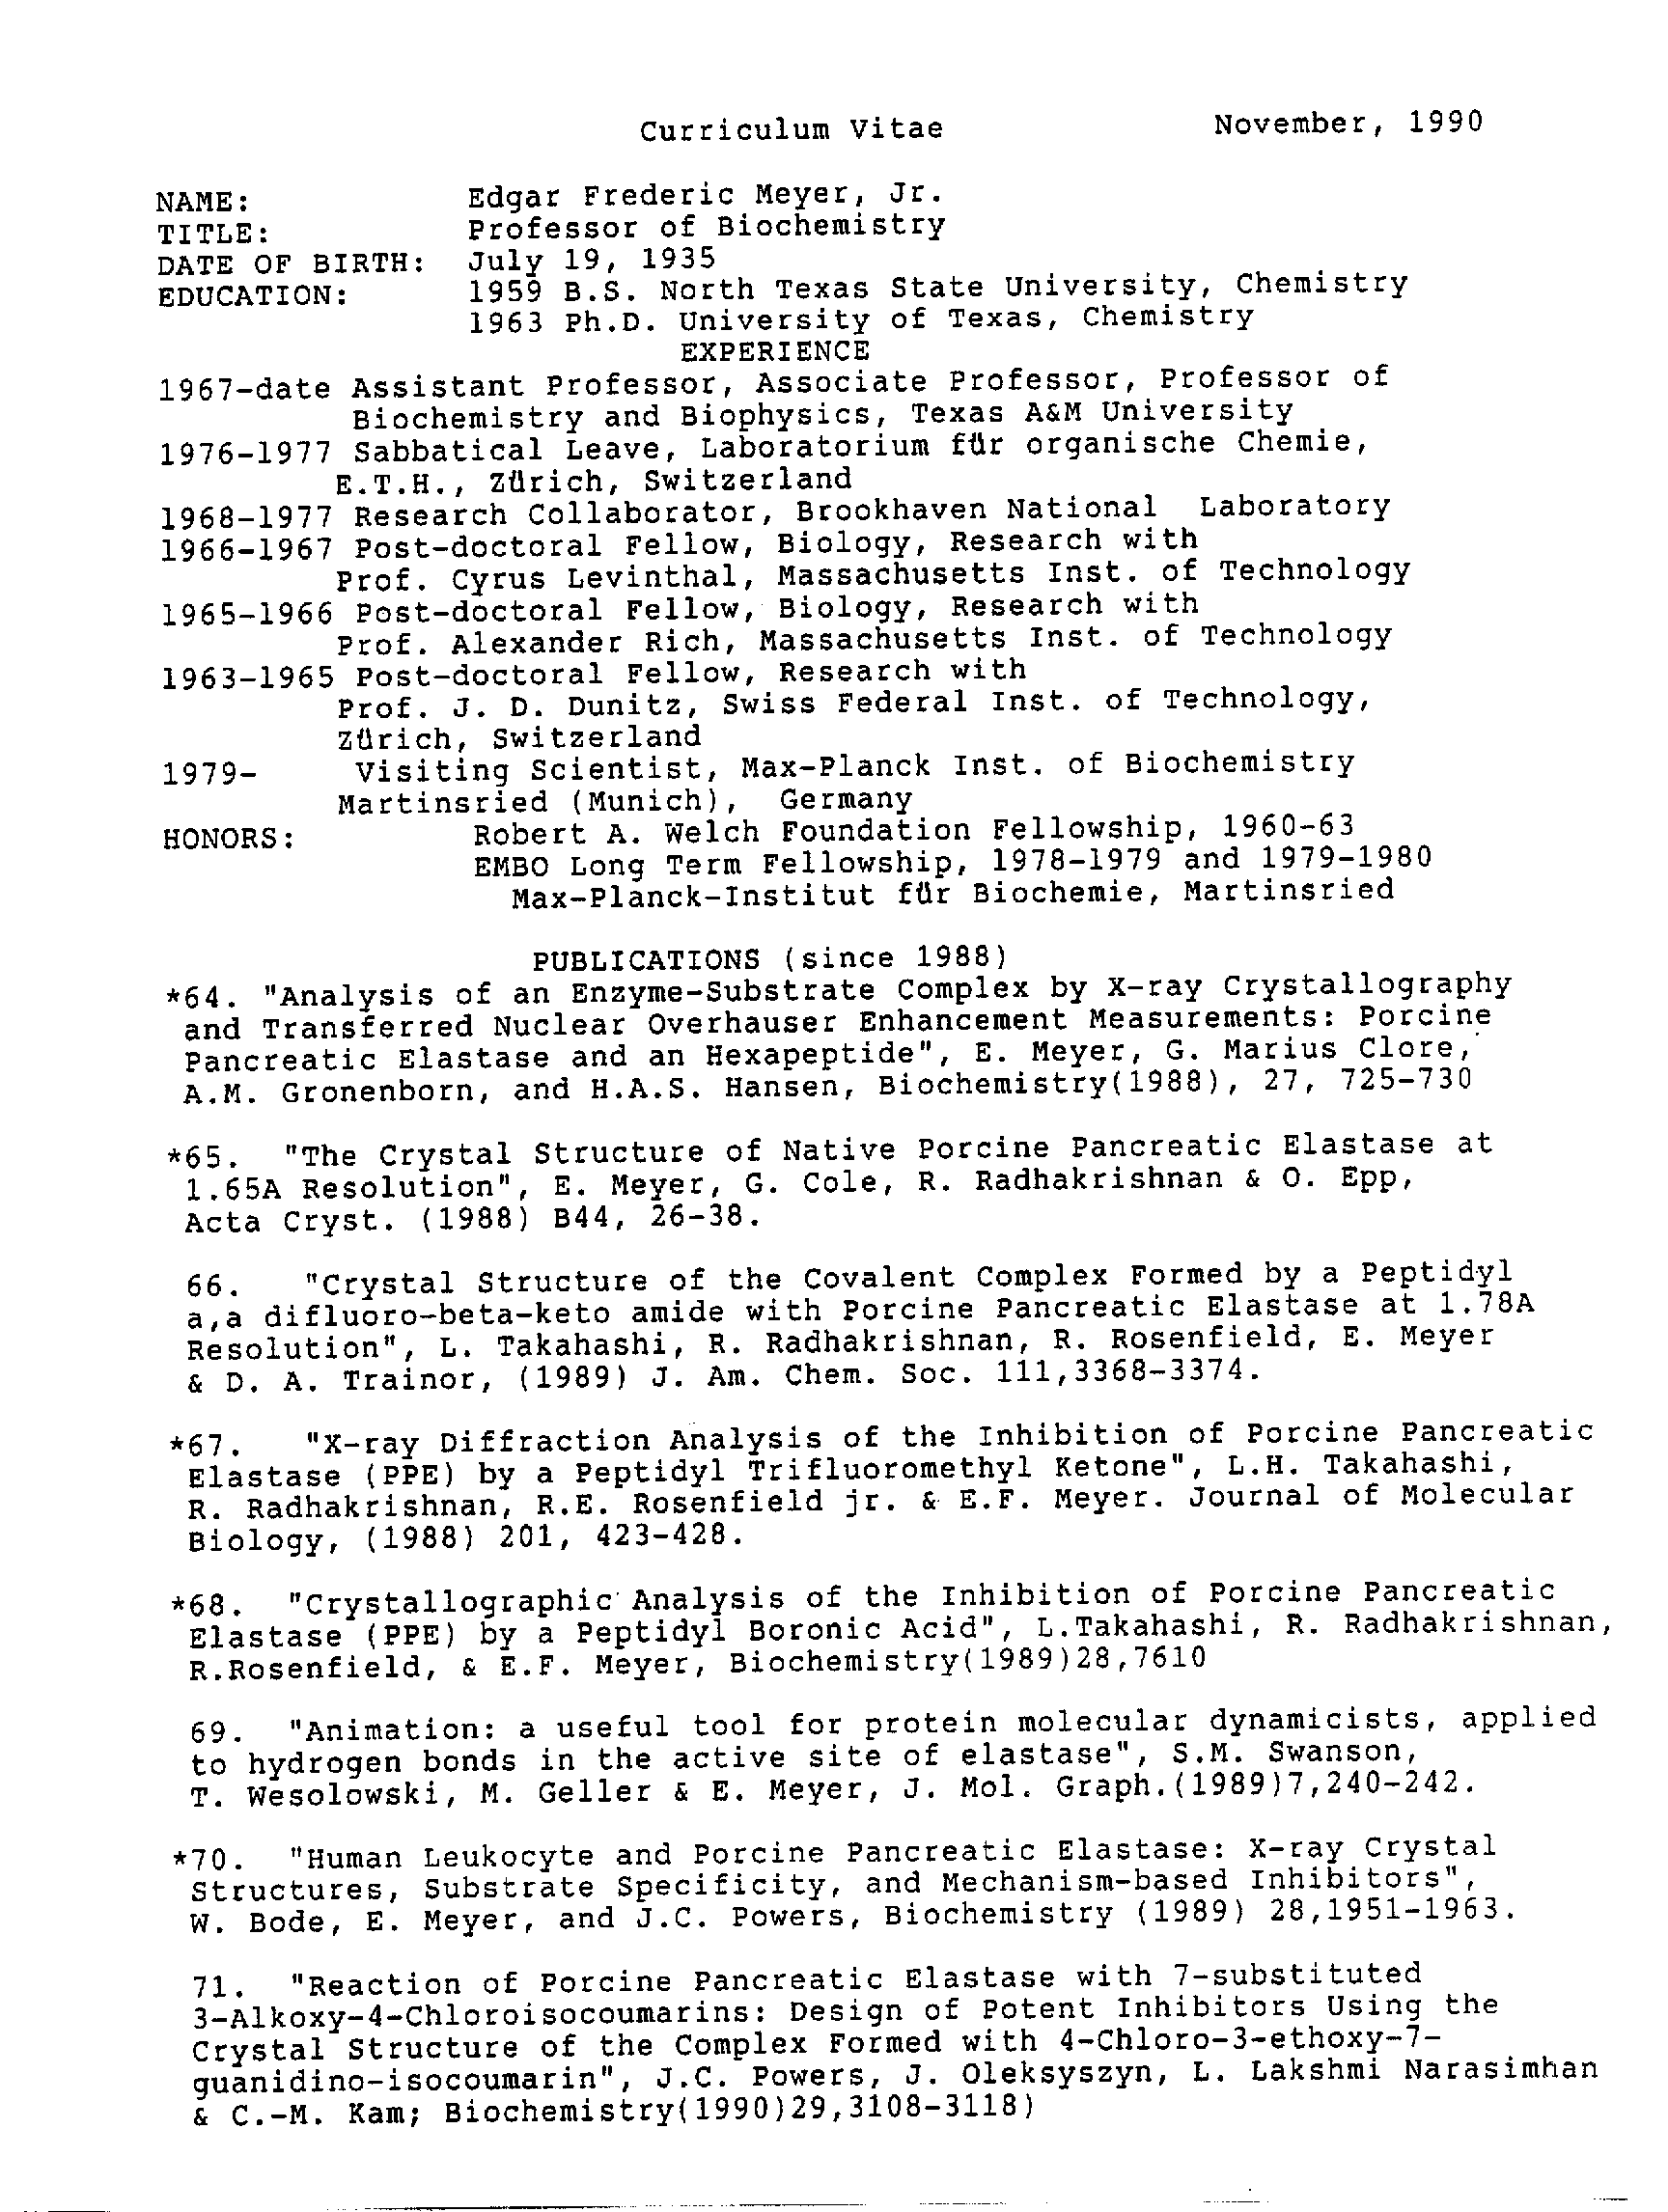 Curriculum Vitae November, 1990
NAME: Edgar Frederic Meyer, Jr.
TITLE: Professor of Biochemistry
DATE OF BIRTH: July 19, 1935
EDUCATION: 1959 B.S. North Texas State University, Chemistry
1963 Ph.D. University of Texas, Chemistry
EXPERIENCE
1967-date Assistant Professor, Associate Professor, Professor of
Biochemistry and Biophysics, Texas A&M University
1976-1977 Sabbatical Leave, Laboratorium für organische Chemie,
E.T.H., Zürich, Switzerland
1968-1977 Research Collaborator, Brookhaven National Laboratory
1966-1967 Post-doctoral Fellow, Biology, Research with
Prof. Cyrus Levinthal, Massachusetts Inst. of Technology
1965-1966 Post-doctoral Fellow, Biology, Research with
Prof. Alexander Rich, Massachusetts Inst. of Technology
1963-1965 Post-doctoral Fellow, Research with
Prof. J. D. Dunitz, Swiss Federal Inst. of Technology,
Zürich, Switzerland
1979- Visiting Scientist, Max-Planck Inst. of Biochemistry
Martinsried (Munich), Germany
HONORS: Robert A. Welch Foundation Fellowship, 1960-63
EMBO Long Term Fellowship, 1978-1979 and 1979-1980
Max-Planck-Institut für Biochemie, Martinsried
PUBLICATIONS (since 1988)
*64. "Analysis of an Enzyme-Substrate Complex by X-ray Crystallography
and Transferred Nuclear Overhauser Enhancement Measurements: Porcine
Pancreatic Elastase and an Hexapeptide", E. Meyer, G. Marius Clore,
A.M. Gronenborn, and H.A.S. Hansen, Biochemistry(1988), 27, 725-730
*65. "The Crystal Structure of Native Porcine Pancreatic Elastase at
1.65A Resolution", E. Meyer, G. Cole, R. Radhakrishnan & O. Epp,
Acta Cryst. (1988) B44, 26-38.
66. "Crystal Structure of the Covalent Complex Formed by a Peptidyl
a,a difluoro-beta-keto amide with Porcine Pancreatic Elastase at 1.78A
Resolution", L. Takahashi, R. Radhakrishnan, R. Rosenfield, E. Meyer
& D. A. Trainor, (1989) J. Am. Chem. Soc. 111,3368-3374.
*67. "X-ray Diffraction Analysis of the Inhibition of Porcine Pancreatic
Elastase (PPE) by a Peptidyl Trifluoromethyl Ketone", L.H. Takahashi,
R. Radhakrishnan, R.E. Rosenfield jr. & E.F. Meyer. Journal of Molecular
Biology, (1988) 201, 423-428.
*68. "Crystallographic Analysis of the Inhibition of Porcine Pancreatic
Elastase (PPE) by a Peptidyl Boronic Acid", L.Takahashi, R. Radhakrishnan,
R.Rosenfield, & E.F. Meyer, Biochemistry(1989)28,7610
69. "Animation: a useful tool for protein molecular dynamicists, applied
to hydrogen bonds in the active site of elastase", S.M. Swanson,
T. Wesolowski, M. Geller & E. Meyer, J. Mol. Graph.(1989)7,240-242.
*70. "Human Leukocyte and Porcine Pancreatic Elastase: X-ray Crystal
Structures, Substrate Specificity, and Mechanism-based Inhibitors",
W. Bode, E. Meyer, and J.C. Powers, Biochemistry (1989) 28,1951-1963.
71. "Reaction of Porcine Pancreatic Elastase with 7-substituted
3-Alkoxy-4-Chloroisocoumarins: Design of Potent Inhibitors Using the
Crystal Structure of the Complex Formed with 4-Chloro-3-ethoxy-7-
guanidino-isocoumarin", J.C. Powers, J. Oleksyszyn, L. Lakshmi Narasimhan
& C.-M. Kam; Biochemistry(1990)29,3108-3118)